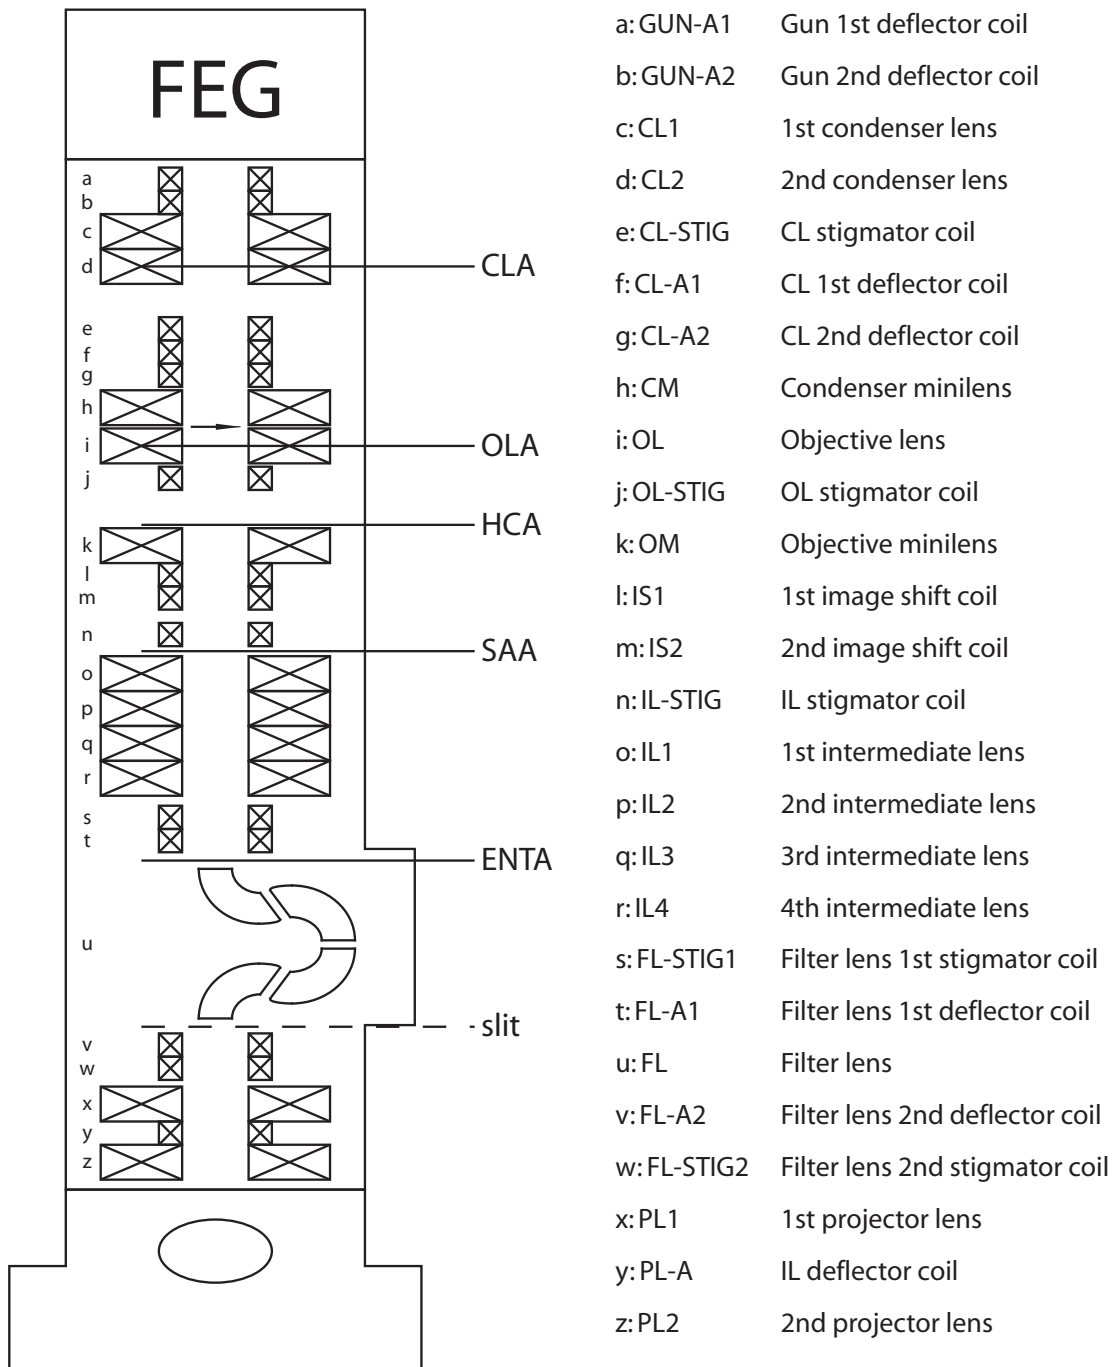 FEG
a
b
c
d
CLA
e
f
g
h
i
OLA
j
HCA
k
l
m
n
SAA
o
p
q
r
s
t
ENTA
u
slit
v
w
x
y
z
a: GUN-A1 Gun 1st deflector coil
b: GUN-A2 Gun 2nd deflector coil
c: CL1 1st condenser lens
d: CL2 2nd condenser lens
e: CL-STIG CL stigmator coil
f: CL-A1 CL 1st deflector coil
g: CL-A2 CL 2nd deflector coil
h: CM Condenser minilens
i: OL Objective lens
j: OL-STIG OL stigmator coil
k: OM Objective minilens
l: IS1 1st image shift coil
m: IS2 2nd image shift coil
n: IL-STIG IL stigmator coil
o: IL1 1st intermediate lens
p: IL2 2nd intermediate lens
q: IL3 3rd intermediate lens
r: IL4 4th intermediate lens
s: FL-STIG1 Filter lens 1st stigmator coil
t: FL-A1 Filter lens 1st deflector coil
u: FL Filter lens
v: FL-A2 Filter lens 2nd deflector coil
w: FL-STIG2 Filter lens 2nd stigmator coil
x: PL1 1st projector lens
y: PL-A IL deflector coil
z: PL2 2nd projector lens